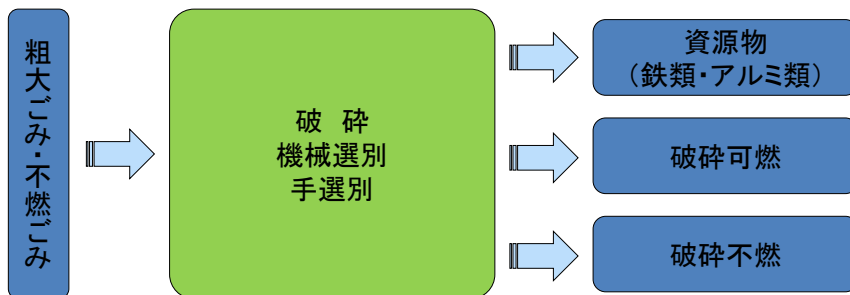 粗大ごみ・不燃ごみ
破 砕
機械選別
手選別
資源物
（鉄類・アルミ類）
破砕可燃
破砕不燃